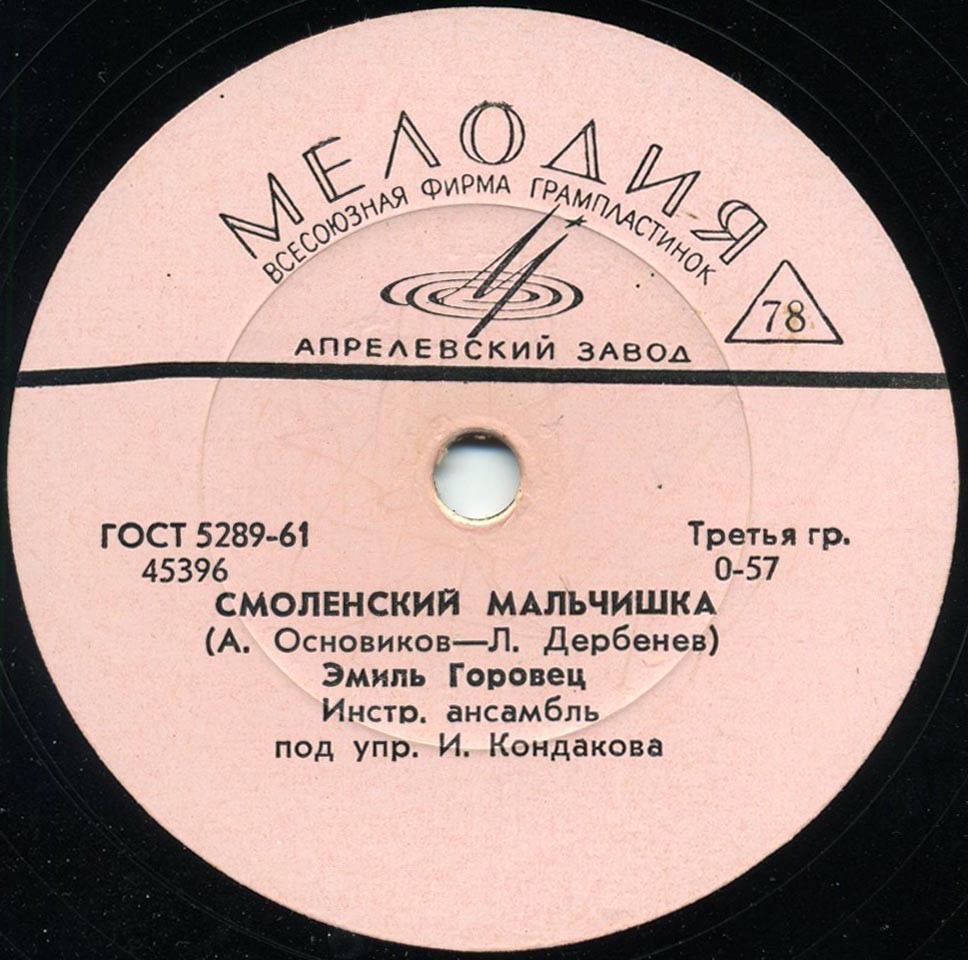 МЕЛОДИЯ
ВСЕСОЮЗНАЯ ФИРМА ГРАМПЛАСТИНОК
78
АПРЕЛЕВСКИЙ ЗАВОД
ГОСТ 5289-61 Третья гр.
45396 0-57
СМОЛЕНСКИЙ МАЛЬЧИШКА
(А. Основиков—Л. Дербенев)
Эмиль Горовец
Инстр. ансамбль
под упр. И. Кондакова